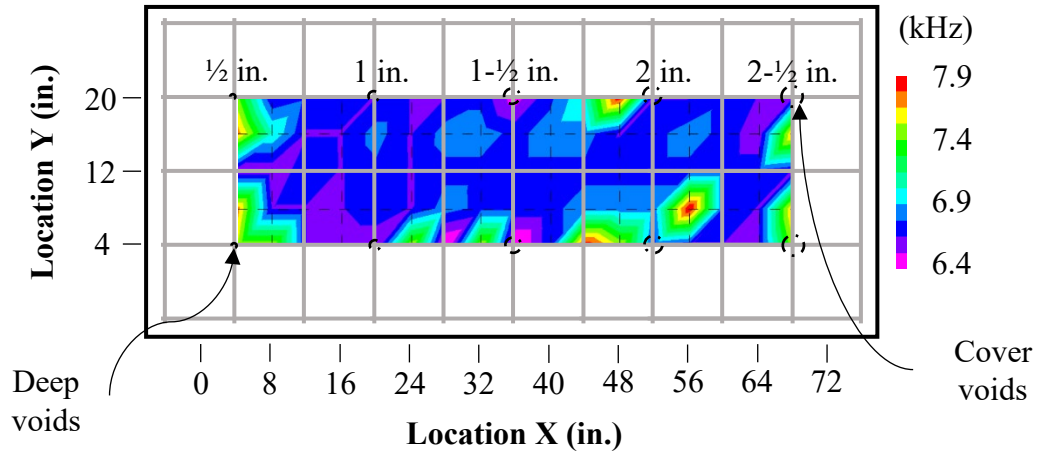 (kHz)
½ in.
1 in.
1-½ in.
2 in.
2-½ in.
7.9
7.4
6.9
6.4
Location Y (in.)
20
12
4
0
8
16
24
32
40
48
56
64
72
Location X (in.)
Deep
voids
Cover
voids